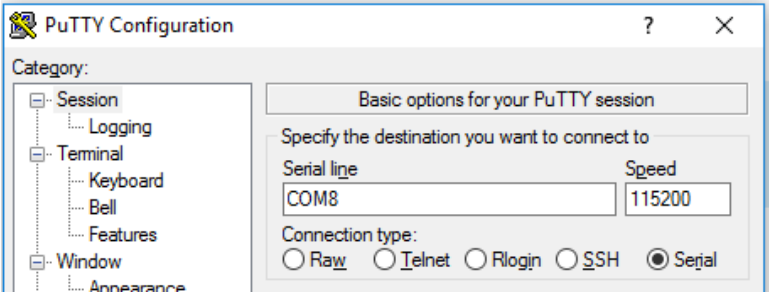 PuTTY Configuration ? X
Category:
Session
Logging
Terminal
Keyboard
Bell
Features
Window
Appearance
Basic options for your PuTTY session
Specify the destination you want to connect to
Serial line Speed
COM8 115200
Connection type:
Raw Telnet Rlogin SSH Serial